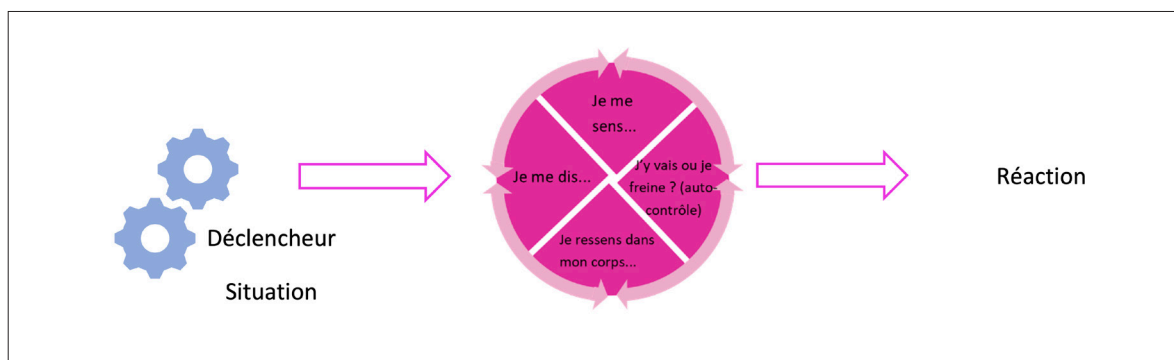 Déclencheur
Situation
Je me
sens...
Je me dis...
J'y vais ou je
freine ? (auto-
contrôle)
Je ressens dans
mon corps...
Réaction